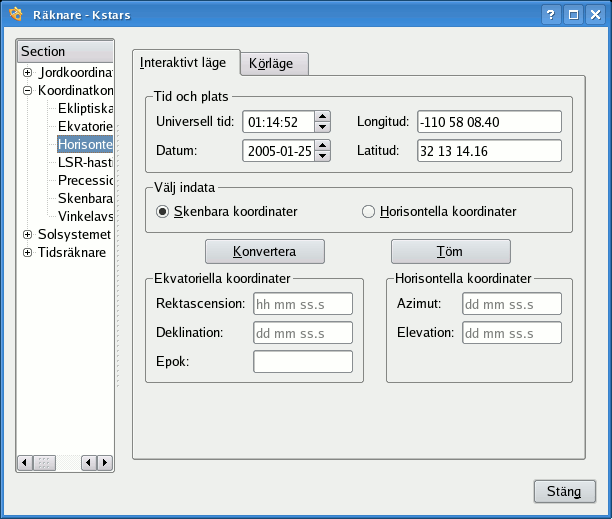 Räknare - Kstars
Section
Jordkoordinat
Koordinatkon
Ekliptiska
Ekvatorie
Horisonte
LSR-hasti
Precessio
Skenbara
Vinkelavs
Solsystemet
Tidsräknare
Interaktivt läge
Körläge
Tid och plats
Universell tid: 01:14:52 Longitud: -110 58 08.40
Datum: 2005-01-25 Latitud: 32 13 14.16
Välj indata
Skenbara koordinater Horisontella koordinater
Konvertera Töm
Ekvatoriella koordinater
Rektascension: hh mm ss.s
Deklination: dd mm ss.s
Epok:
Horisontella koordinater
Azimut: dd mm ss.s
Elevation: dd mm ss.s
Stäng